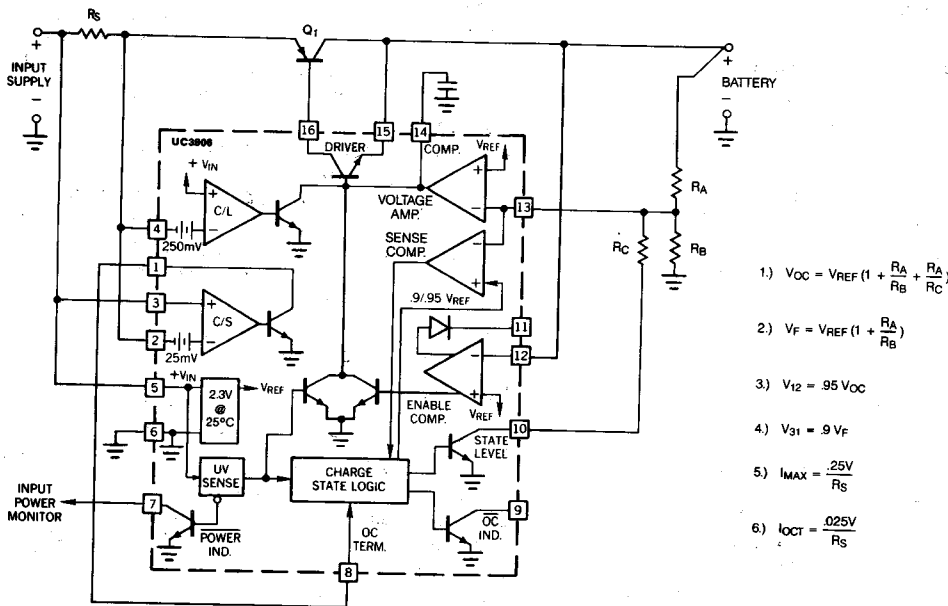 RS
Q1
+
INPUT
SUPPLY
−
+
BATTERY
−
16
15
14
UC3906
DRIVER
COMP.
VREF
+ VIN
+
C/L
−
+
−
VOLTAGE
AMP.
13
RA
4
250mV
SENSE
COMP.
−
+
RC
RB
1
.9/.95 VREF
3
+
C/S
−
2
25mV
11
12
−
+
ENABLE
COMP.
VREF
5
+VIN
2.3V
@
25°C
VREF
6
10
STATE
LEVEL
UV
SENSE
CHARGE
STATE LOGIC
INPUT
POWER
MONITOR
7
POWER
IND.
OC
TERM.
OC
IND.
9
8
1.) VOC = VREF (1 + RA/RB + RA/RC)
2.) VF = VREF (1 + RA/RB)
3.) V12 = .95 VOC
4.) V31 = .9 VF
5.) IMAX = .25V/RS
6.) IOCT = .025V/RS